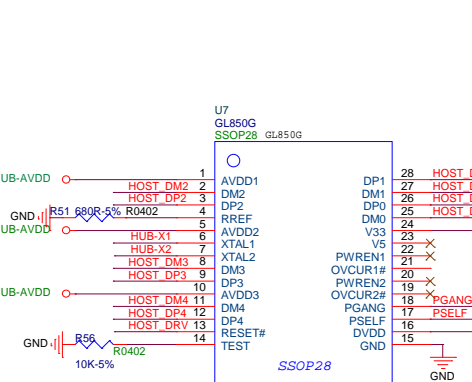 U7
GL850G
SSOP28 GL850G
UB-AVDD 1 AVDD1 DP1 28 HOST_D
HOST_DM2 2 DM2 DM1 27 HOST_D
HOST_DP2 3 DP2 DP0 26 HOST_D
GND R51 680R-5% R0402 4 RREF DM0 25 HOST_D
UB-AVDD 5 AVDD2 V33 24
HUB-X1 6 XTAL1 V5 23
HUB-X2 7 XTAL2 PWREN1 22
HOST_DM3 8 DM3 OVCUR1# 21
HOST_DP3 9 DP3 PWREN2 20
UB-AVDD 10 AVDD3 OVCUR2# 19
HOST_DM4 11 DM4 PGANG 18 PGANG
HOST_DP4 12 DP4 PSELF 17 PSELF
HOST_DRV 13 RESET# DVDD 16
GND R56 R0402 14 TEST GND 15
10K-5%
SSOP28
GND